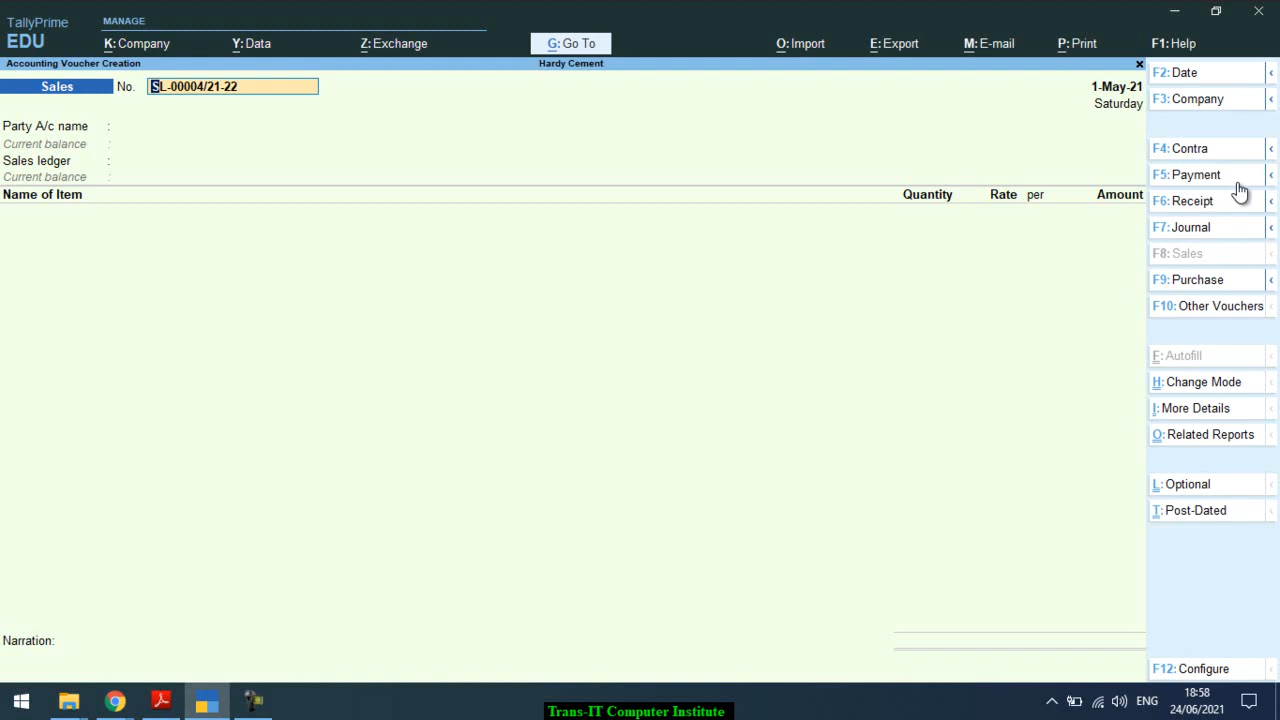 TallyPrime
EDU
MANAGE
K: Company
Y: Data
Z: Exchange
G: Go To
O: Import
E: Export
M: E-mail
P: Print
F1: Help
Accounting Voucher Creation
Hardy Cement
Sales No. SL-00004/21-22
1-May-21
Saturday
Party A/c name :
Current balance :
Sales ledger :
Current balance :
Name of Item Quantity Rate per Amount
Narration:
F2: Date
F3: Company
F4: Contra
F5: Payment
F6: Receipt
F7: Journal
F8: Sales
F9: Purchase
F10: Other Vouchers
F: Autofill
H: Change Mode
I: More Details
O: Related Reports
L: Optional
T: Post-Dated
F12: Configure
ENG
18:58
24/06/2021
Trans-IT Computer Institute